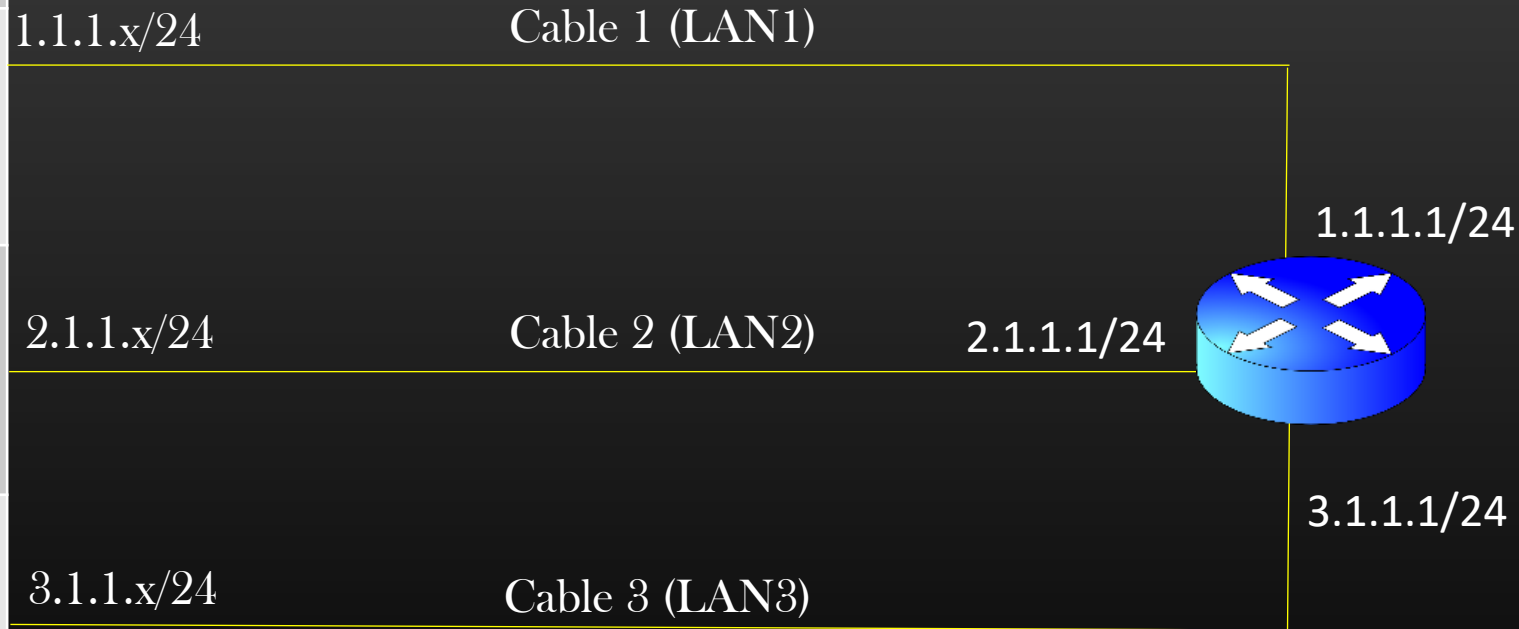 1.1.1.x/24
Cable 1 (LAN1)
1.1.1.1/24
2.1.1.x/24
Cable 2 (LAN2)
2.1.1.1/24
3.1.1.1/24
3.1.1.x/24
Cable 3 (LAN3)